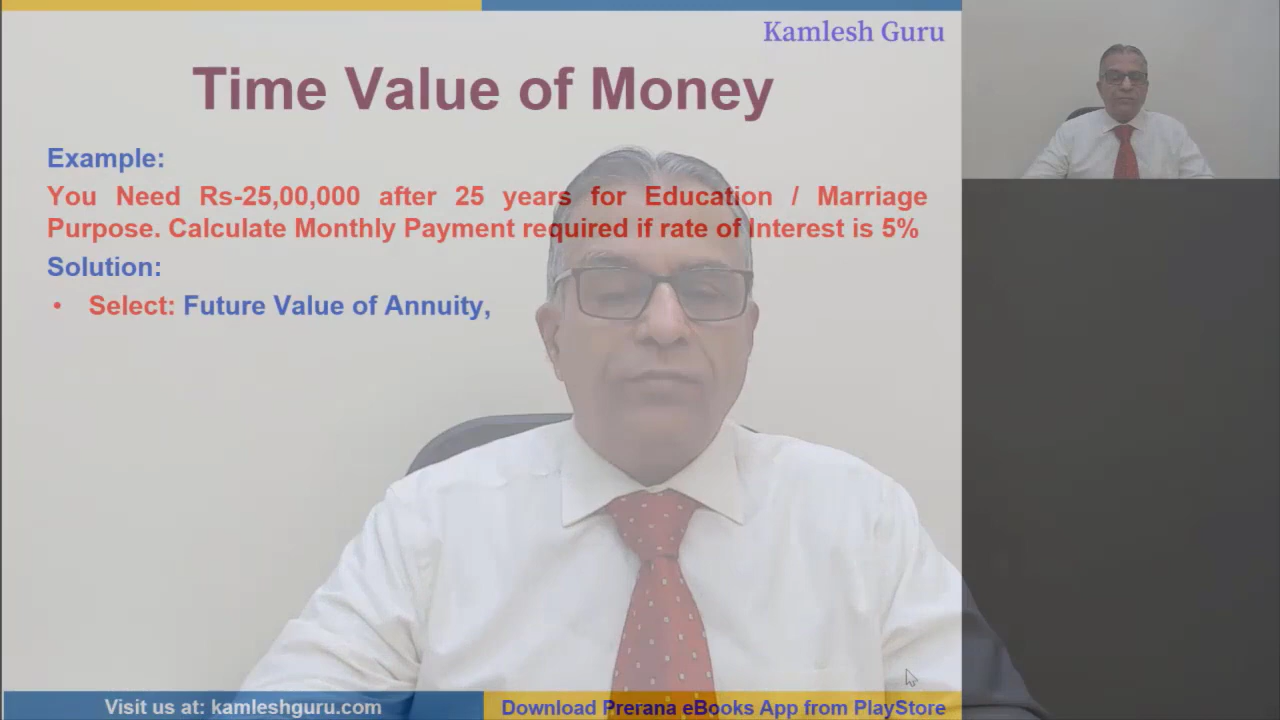 Kamlesh Guru
Time Value of Money
Example:
You Need Rs-25,00,000 after 25 years for Education / Marriage
Purpose. Calculate Monthly Payment required if rate of Interest is 5%
Solution:
• Select: Future Value of Annuity,
Visit us at: kamleshguru.com
Download Prerana eBooks App from PlayStore